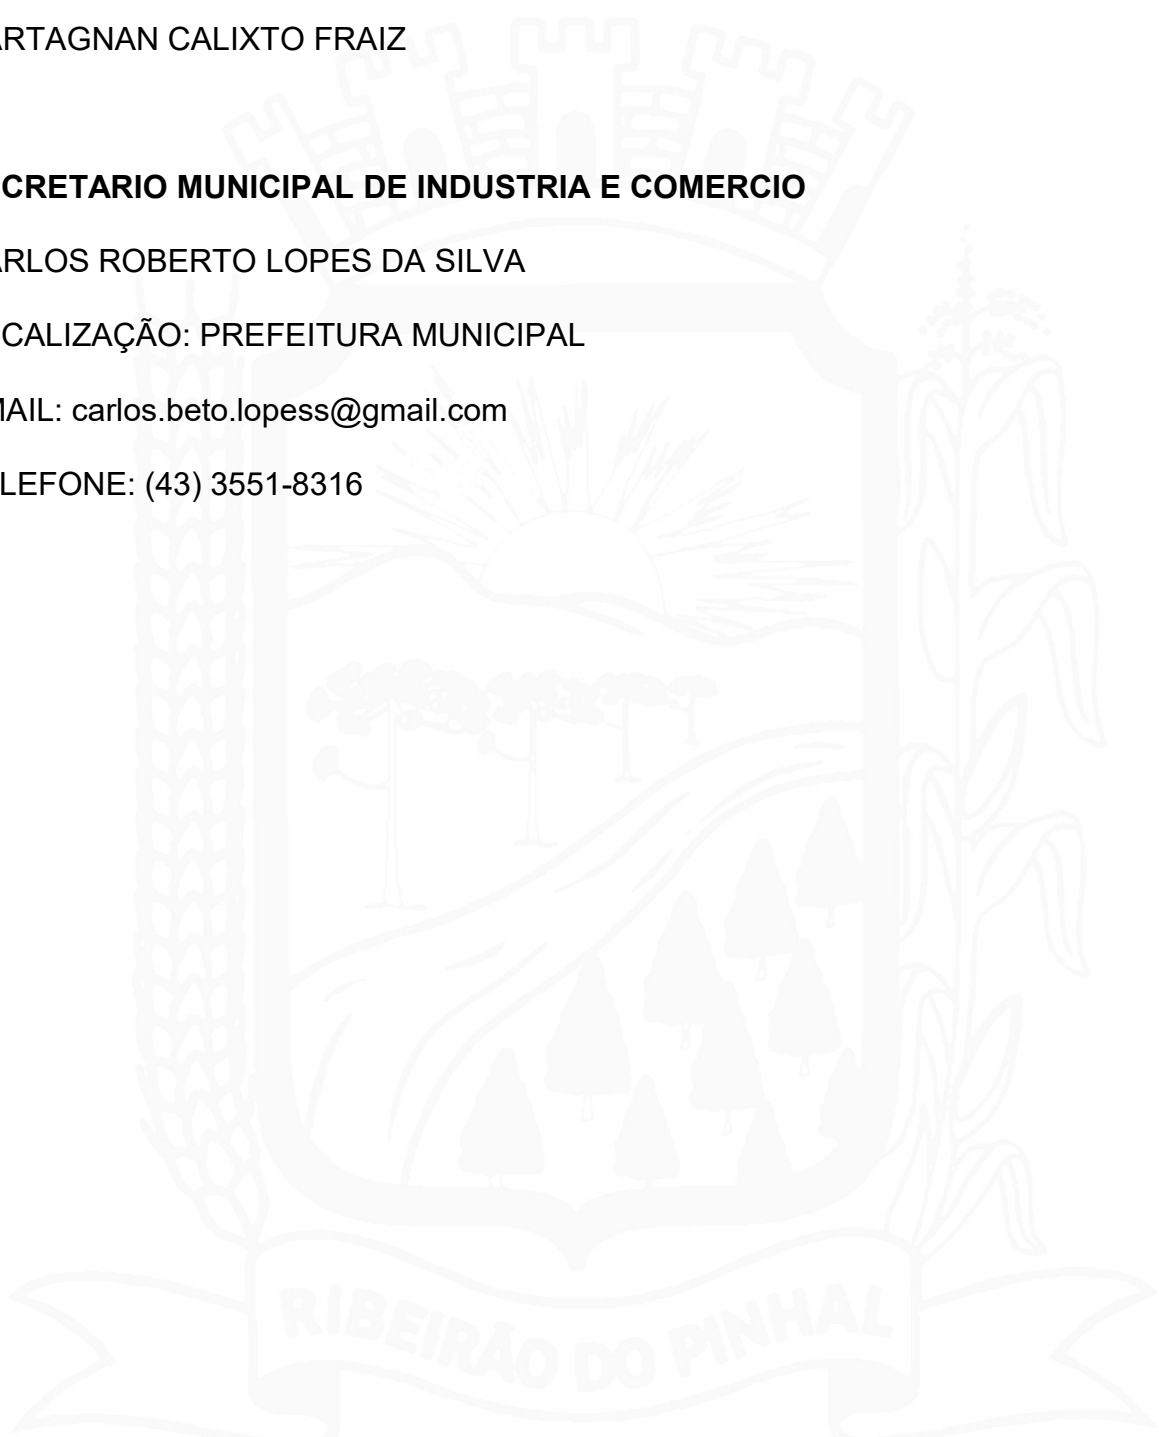 ARTAGNAN CALIXTO FRAIZ
CRETARIO MUNICIPAL DE INDUSTRIA E COMERCIO
ARLOS ROBERTO LOPES DA SILVA
CALIZAÇÃO: PREFEITURA MUNICIPAL
MAIL: carlos.beto.lopess@gmail.com
LEFONE: (43) 3551-8316
RIBEIRÃO DO PINHAL